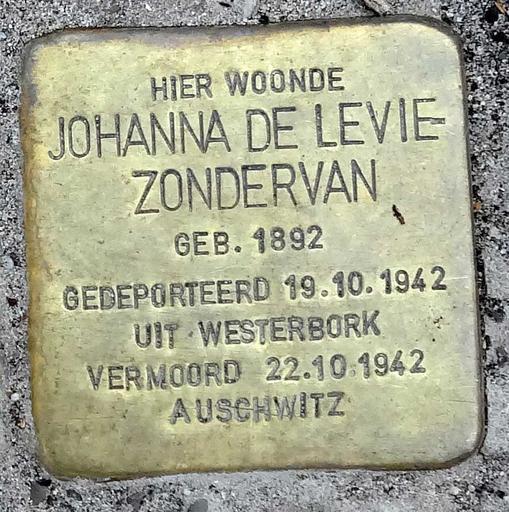 HIER WOONDE
JOHANNA DE LEVIE-
ZONDERVAN
GEB. 1892
GEDEPORTEERD 19.10.1942
UIT WESTERBORK
VERMOORD 22.10.1942
AUSCHWITZ